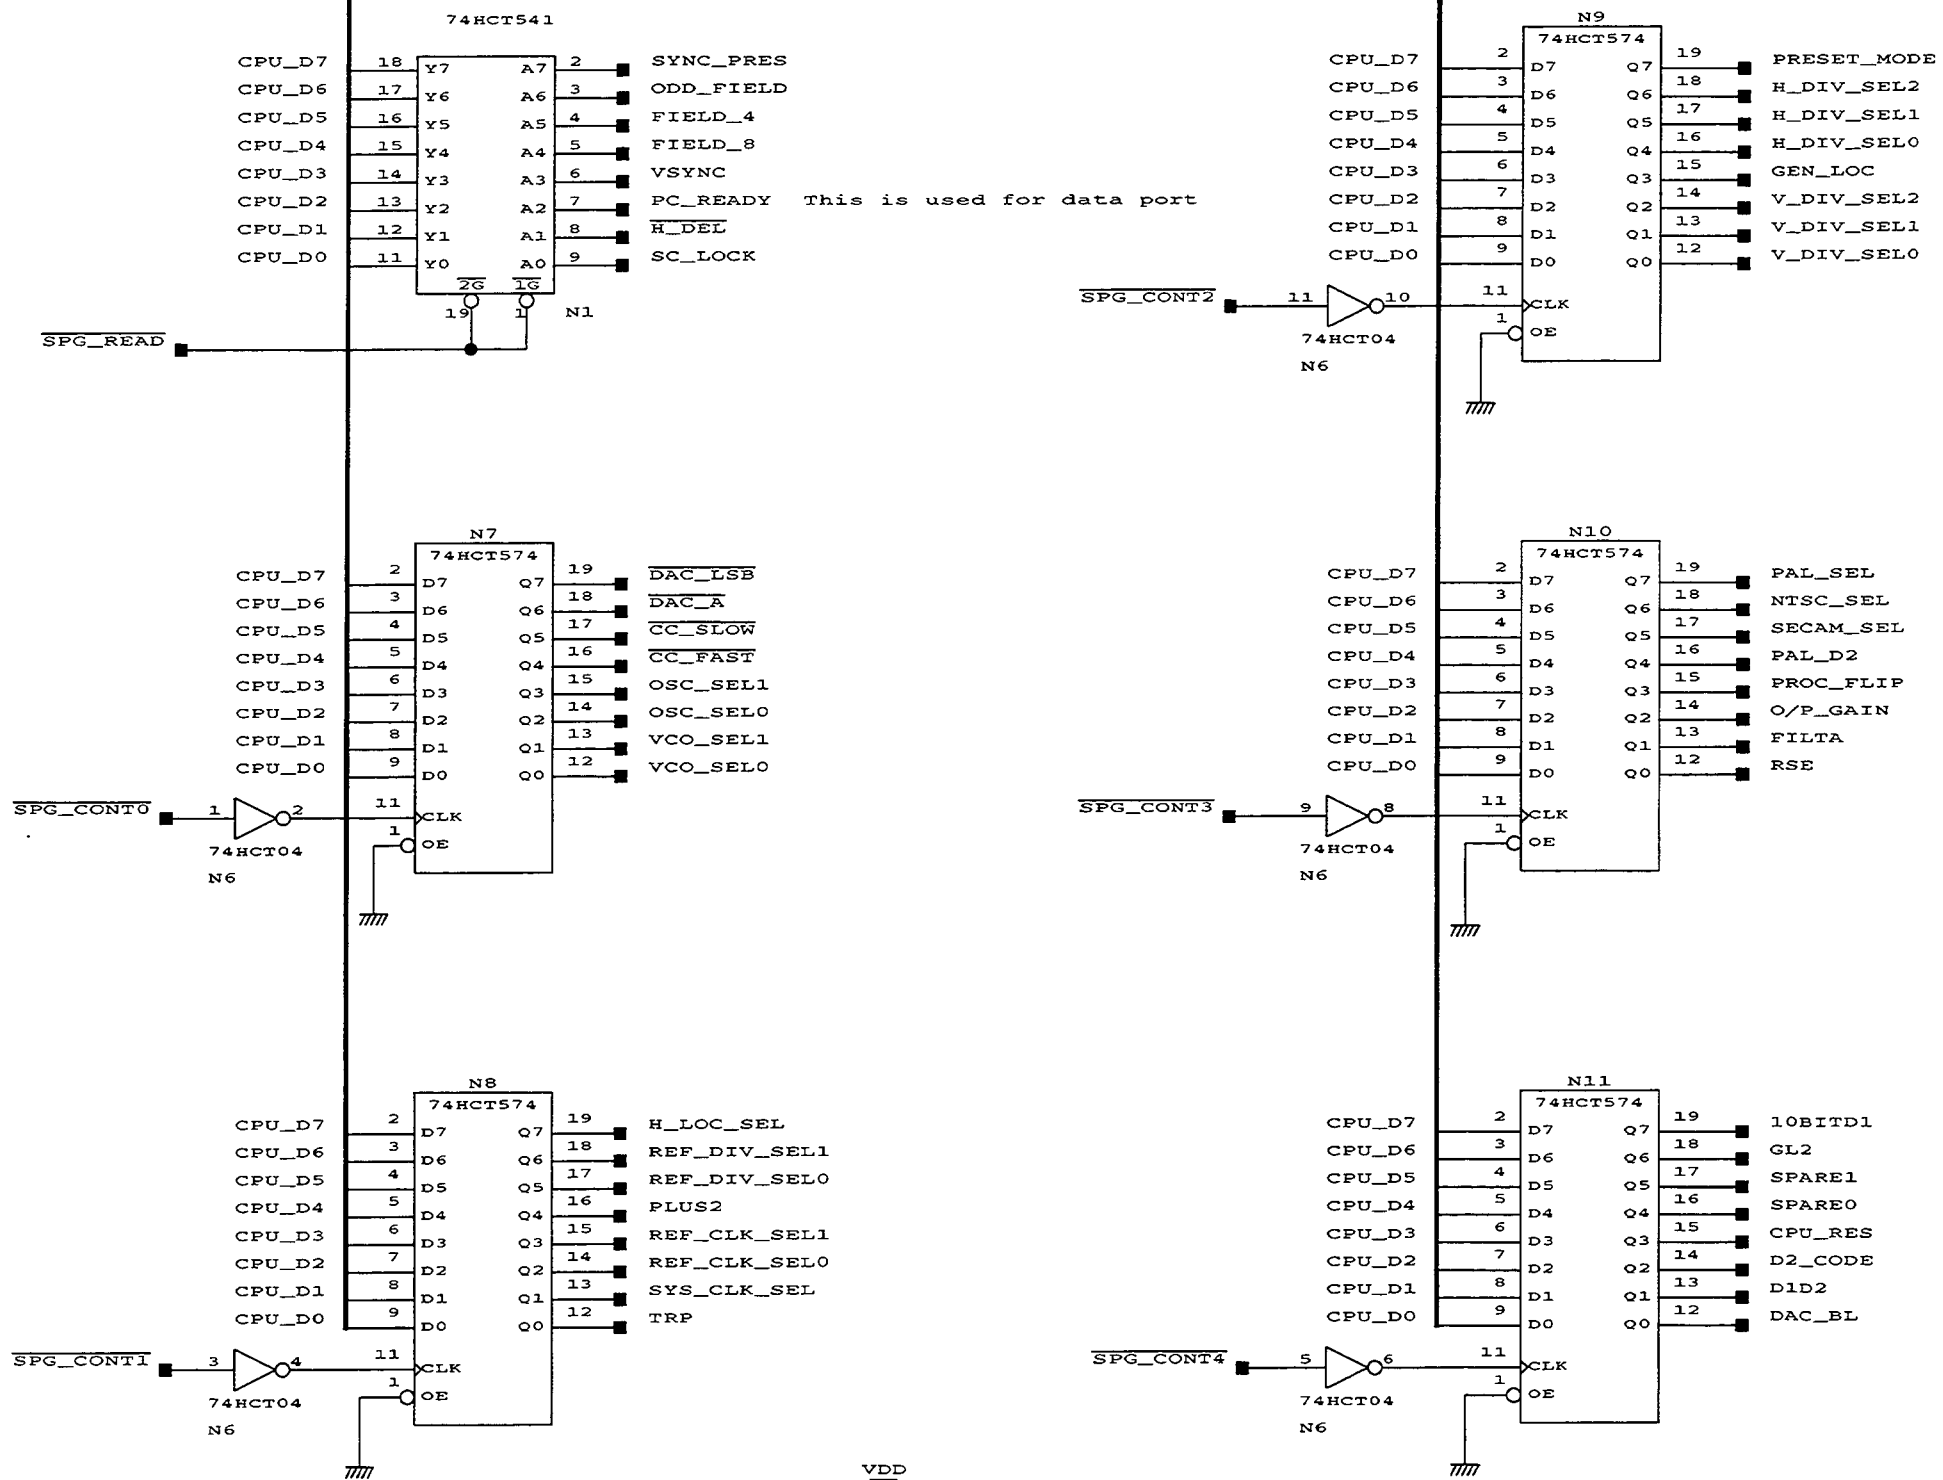 74HCT541
CPU_D7 18 Y7 A7 2 SYNC_PRES
CPU_D6 17 Y6 A6 3 ODD_FIELD
CPU_D5 16 Y5 A5 4 FIELD_4
CPU_D4 15 Y4 A4 5 FIELD_8
CPU_D3 14 Y3 A3 6 VSYNC
CPU_D2 13 Y2 A2 7 PC_READY This is used for data port
CPU_D1 12 Y1 A1 8 H_DEL
CPU_D0 11 Y0 A0 9 SC_LOCK
2G 1G
19 1 N1
SPG_READ
N7
74HCT574
CPU_D7 2 D7 Q7 19 DAC_LSB
CPU_D6 3 D6 Q6 18 DAC_A
CPU_D5 4 D5 Q5 17 CC_SLOW
CPU_D4 5 D4 Q4 16 CC_FAST
CPU_D3 6 D3 Q3 15 OSC_SEL1
CPU_D2 7 D2 Q2 14 OSC_SEL0
CPU_D1 8 D1 Q1 13 VCO_SEL1
CPU_D0 9 D0 Q0 12 VCO_SEL0
SPG_CONT0 1 2 11 CLK
1 OE
74HCT04
N6
N8
74HCT574
CPU_D7 2 D7 Q7 19 H_LOC_SEL
CPU_D6 3 D6 Q6 18 REF_DIV_SEL1
CPU_D5 4 D5 Q5 17 REF_DIV_SEL0
CPU_D4 5 D4 Q4 16 PLUS2
CPU_D3 6 D3 Q3 15 REF_CLK_SEL1
CPU_D2 7 D2 Q2 14 REF_CLK_SEL0
CPU_D1 8 D1 Q1 13 SYS_CLK_SEL
CPU_D0 9 D0 Q0 12 TRP
SPG_CONT1 3 4 11 CLK
1 OE
74HCT04
N6
VDD
N9
74HCT574
CPU_D7 2 D7 Q7 19 PRESET_MODE
CPU_D6 3 D6 Q6 18 H_DIV_SEL2
CPU_D5 4 D5 Q5 17 H_DIV_SEL1
CPU_D4 5 D4 Q4 16 H_DIV_SEL0
CPU_D3 6 D3 Q3 15 GEN_LOC
CPU_D2 7 D2 Q2 14 V_DIV_SEL2
CPU_D1 8 D1 Q1 13 V_DIV_SEL1
CPU_D0 9 D0 Q0 12 V_DIV_SEL0
SPG_CONT2 11 10 11 CLK
1 OE
74HCT04
N6
N10
74HCT574
CPU_D7 2 D7 Q7 19 PAL_SEL
CPU_D6 3 D6 Q6 18 NTSC_SEL
CPU_D5 4 D5 Q5 17 SECAM_SEL
CPU_D4 5 D4 Q4 16 PAL_D2
CPU_D3 6 D3 Q3 15 PROC_FLIP
CPU_D2 7 D2 Q2 14 O/P_GAIN
CPU_D1 8 D1 Q1 13 FILTA
CPU_D0 9 D0 Q0 12 RSE
SPG_CONT3 9 8 11 CLK
1 OE
74HCT04
N6
N11
74HCT574
CPU_D7 2 D7 Q7 19 10BITD1
CPU_D6 3 D6 Q6 18 GL2
CPU_D5 4 D5 Q5 17 SPARE1
CPU_D4 5 D4 Q4 16 SPARE0
CPU_D3 6 D3 Q3 15 CPU_RES
CPU_D2 7 D2 Q2 14 D2_CODE
CPU_D1 8 D1 Q1 13 D1D2
CPU_D0 9 D0 Q0 12 DAC_BL
SPG_CONT4 5 6 11 CLK
1 OE
74HCT04
N6